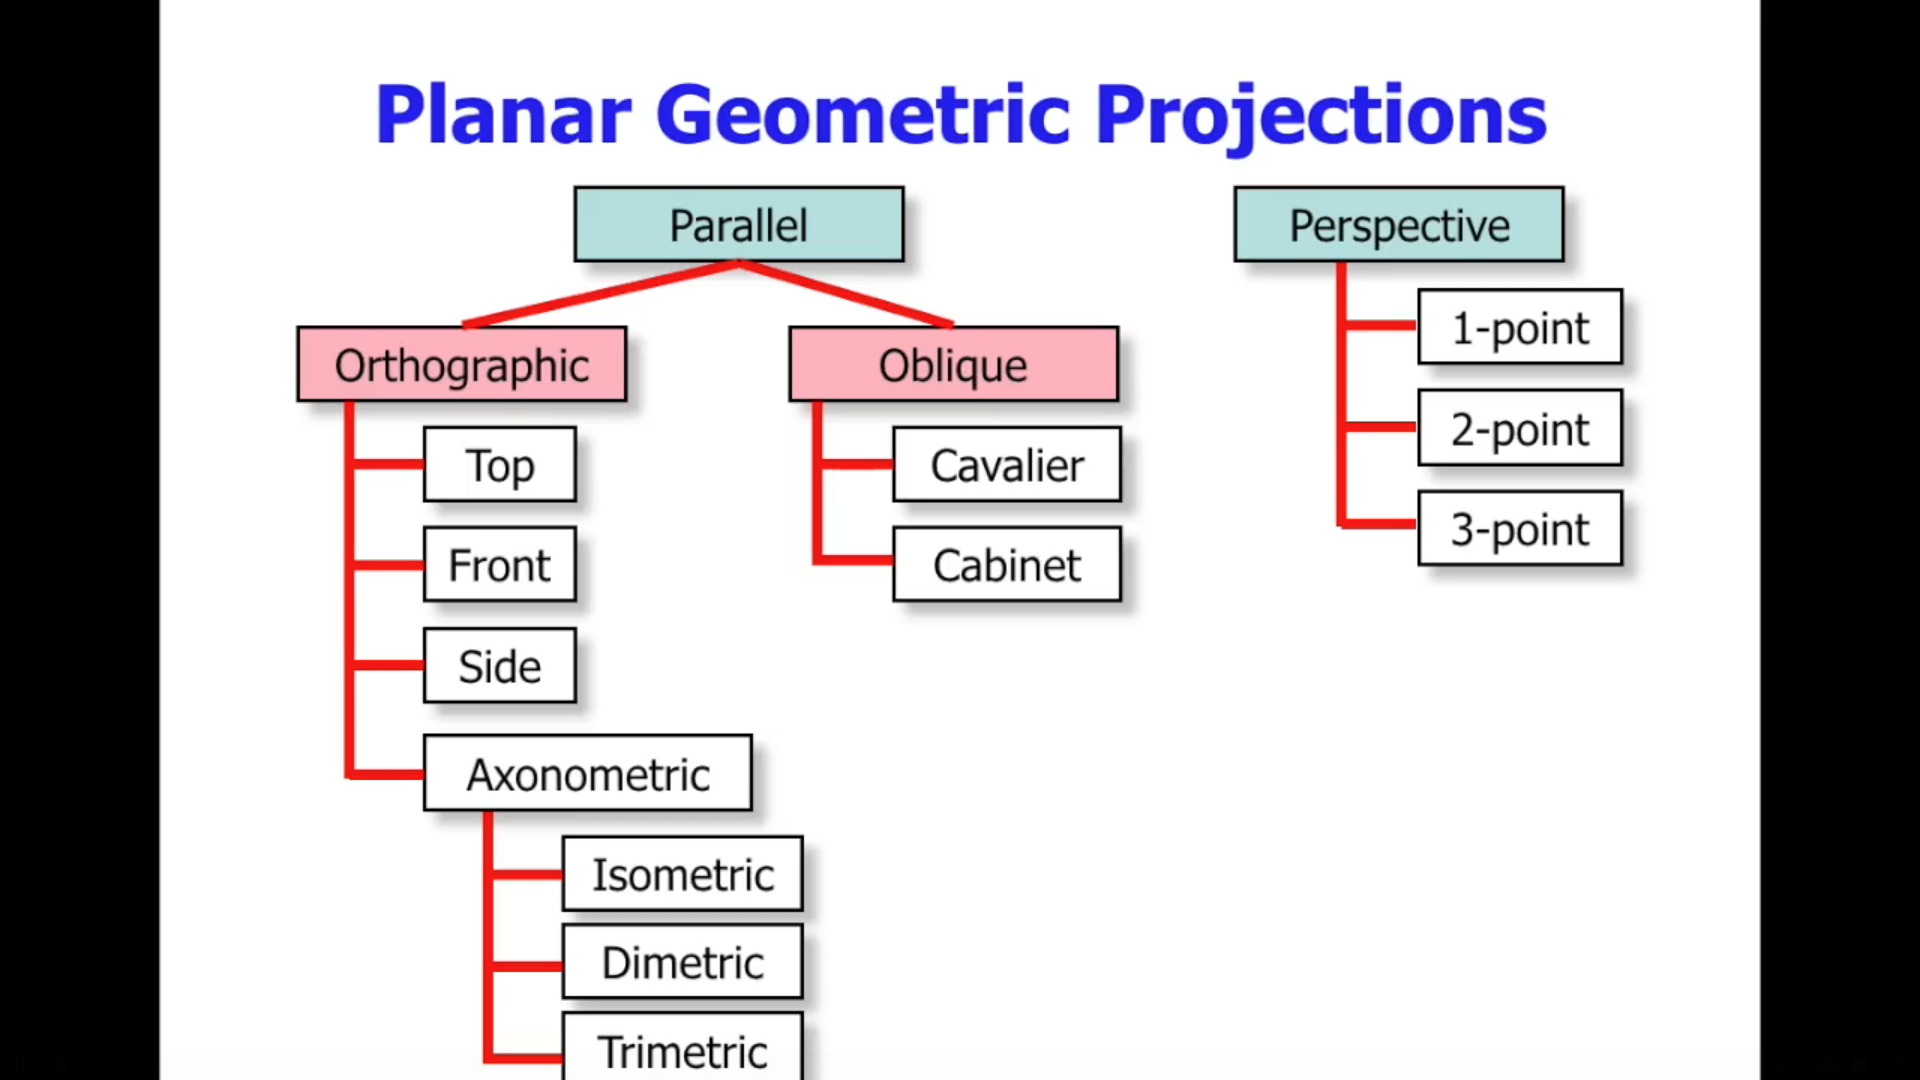 Planar Geometric Projections
Parallel
Perspective
Orthographic
Oblique
1-point
2-point
3-point
Top
Front
Side
Axonometric
Isometric
Dimetric
Trimetric
Cavalier
Cabinet